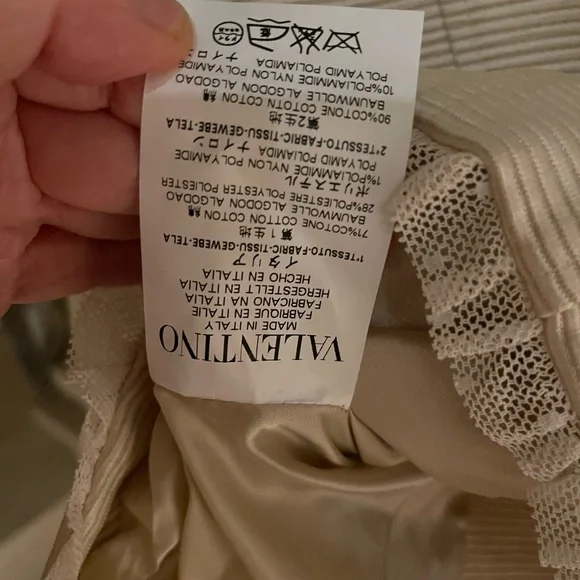 VALENTINO
MADE IN ITALY
FABRIQUE EN ITALIE
FABRICANO NA ITALIA
HERGESTELLT EN ITALIA
HECHO EN ITALIA
イタリア
1°TESSUTO-FABRIC-TISSU-GEWEBE-TELA
第1生地
71%COTONE COTTON COTON 綿
BAUMWOLLE ALGODON ALGODAO
28%POLIESTERE POLYESTER POLYESTER
ポリエステル
1%POLIAMMIDE NYLON POLYAMIDE
POLYAMID POLIAMIDA ナイロン
2°TESSUTO-FABRIC-TISSU-GEWEBE-TELA
第2生地
90%COTONE COTTON COTON 綿
BAUMWOLLE ALGODON ALGODAO
10%POLIAMMIDE NYLON POLYAMIDE
POLYAMID POLIAMIDA ナイロン